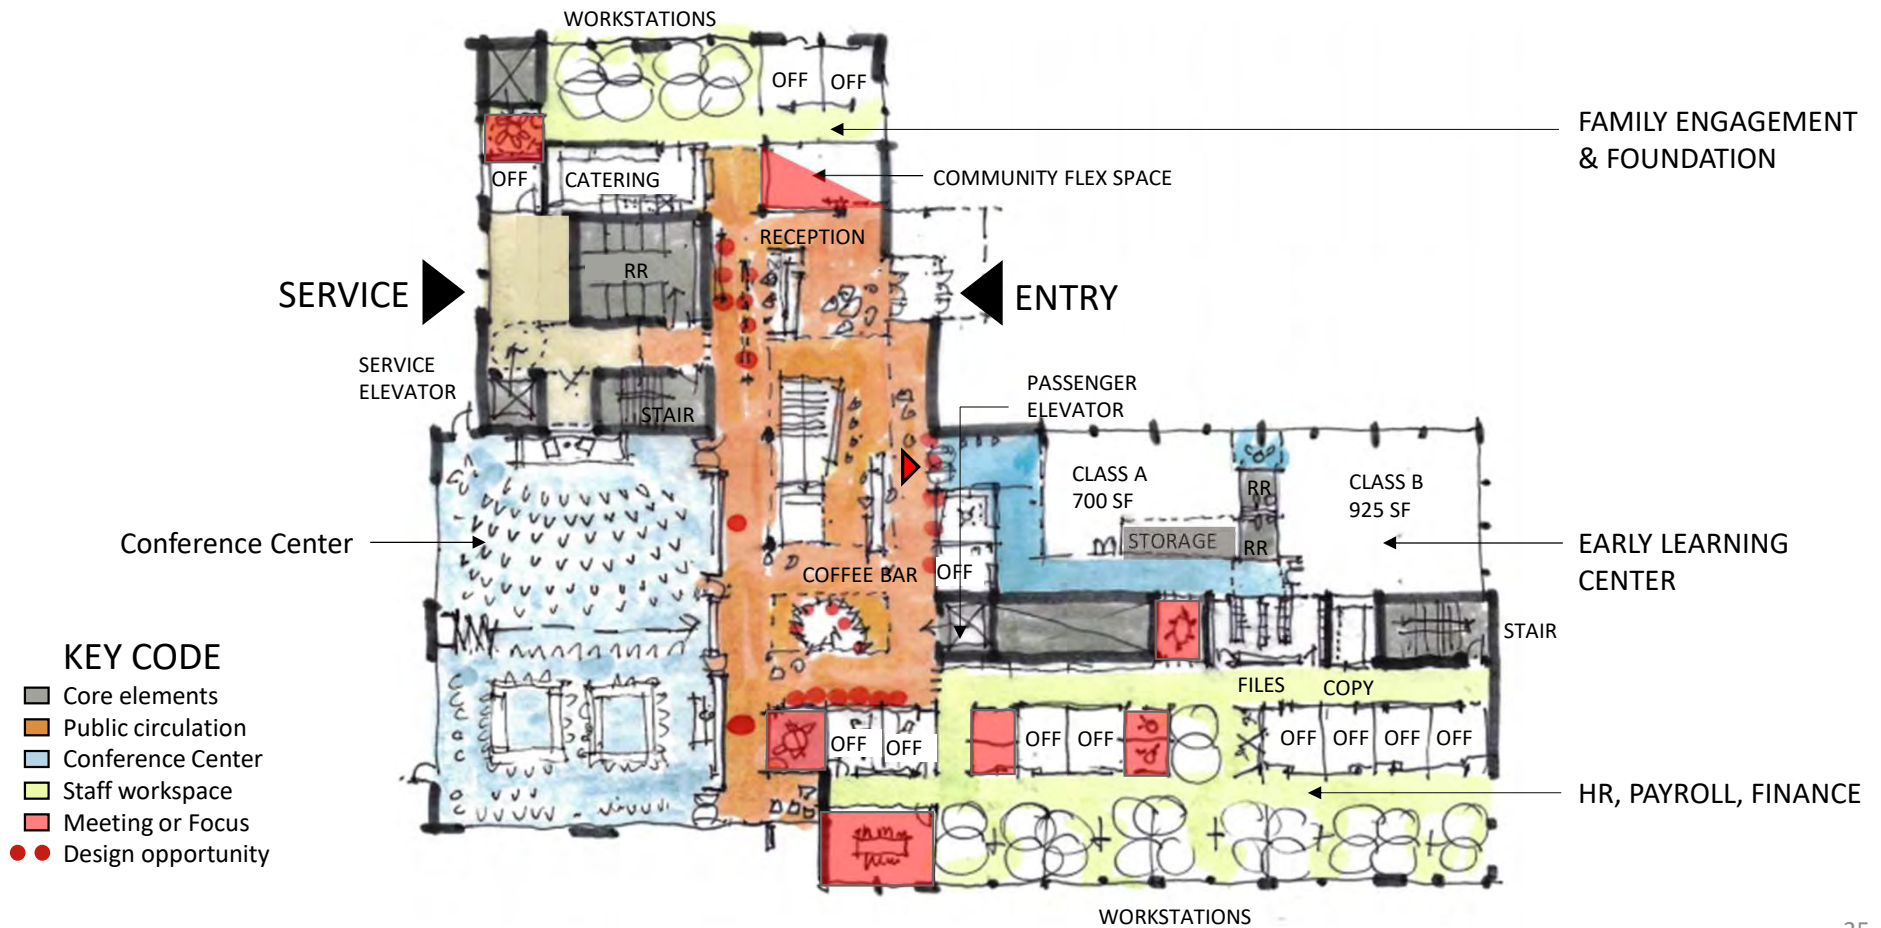 WORKSTATIONS
OFF
OFF
FAMILY ENGAGEMENT
& FOUNDATION
OFF
CATERING
COMMUNITY FLEX SPACE
RECEPTION
RR
SERVICE
ENTRY
SERVICE
ELEVATOR
STAIR
PASSENGER
ELEVATOR
CLASS A
700 SF
RR
CLASS B
925 SF
Conference Center
STORAGE
RR
EARLY LEARNING
CENTER
COFFEE BAR
OFF
STAIR
KEY CODE
Core elements
Public circulation
Conference Center
Staff workspace
Meeting or Focus
Design opportunity
FILES
COPY
OFF
OFF
OFF
OFF
OFF
OFF
OFF
OFF
HR, PAYROLL, FINANCE
WORKSTATIONS